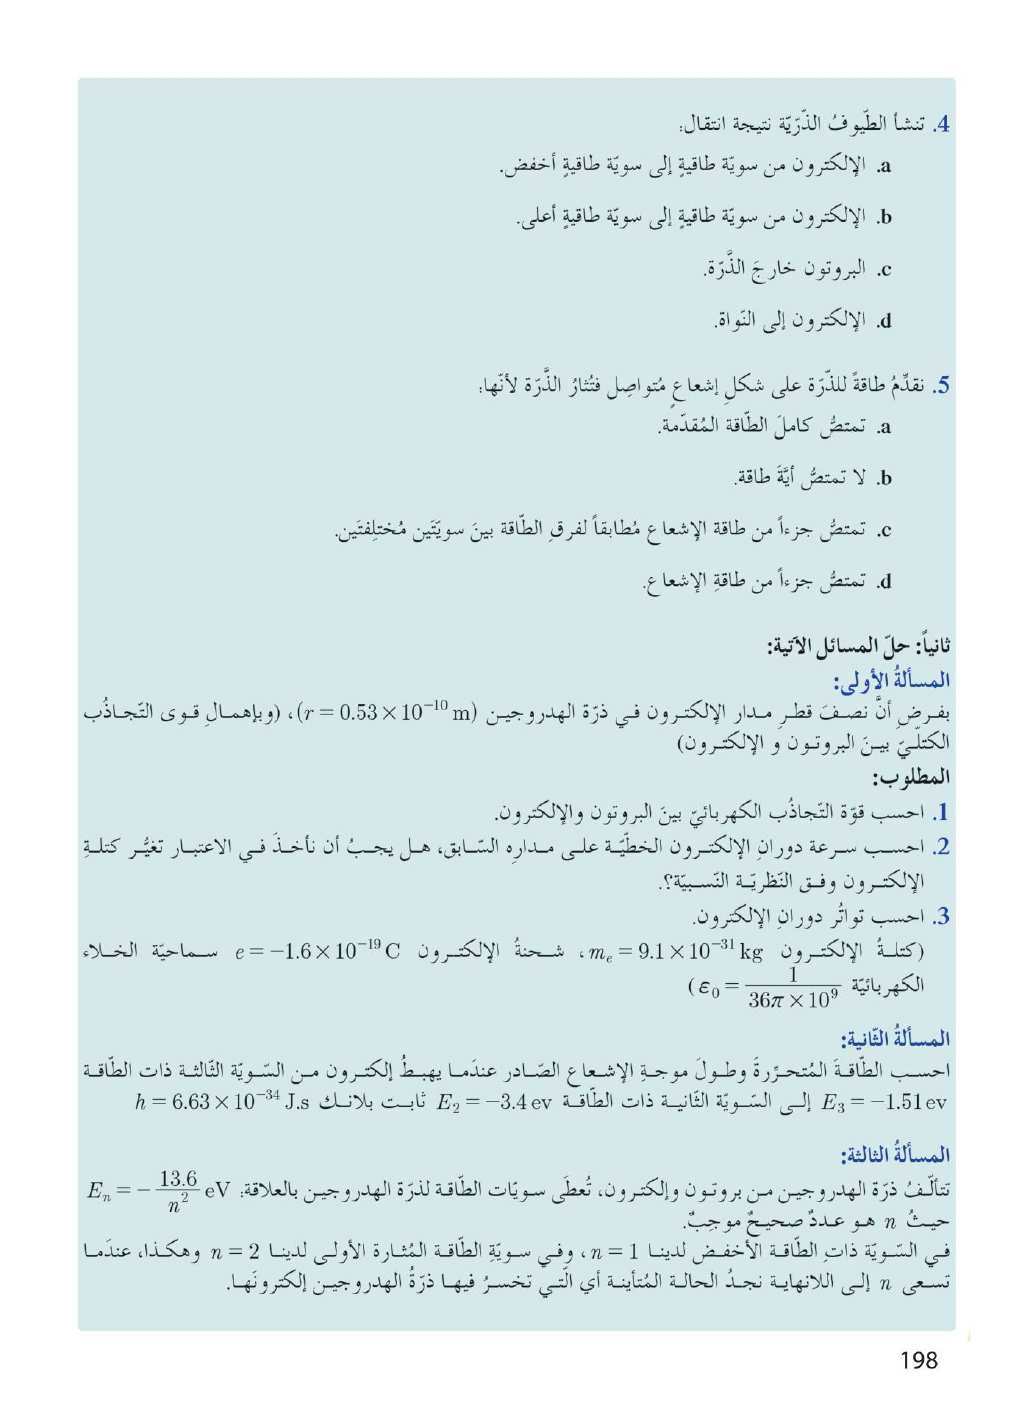 4. تنشأ الطّيوفُ الذّرّيّة نتيجة انتقال:
a. الإلكترون من سويّة طاقيةٍ إلى سويّة طاقيةٍ أخفض.
b. الإلكترون من سويّة طاقيةٍ إلى سويّة طاقيةٍ أعلى.
c. البروتون خارجَ الذَّرّة.
d. الإلكترون إلى النّواة.
5. نقدِّمُ طاقةً للذّرّة على شكلِ إشعاعٍ مُتواصِل فتُثارُ الذَّرّة لأنّها:
a. تمتصُّ كاملَ الطّاقة المُقدّمة.
b. لا تمتصُّ أيَّةَ طاقة.
c. تمتصُّ جزءاً من طاقة الإشعاع مُطابقاً لفرقِ الطّاقة بينَ سويّتَين مُختلِفتَين.
d. تمتصُّ جزءاً من طاقةِ الإشعاع.
ثانياً: حلّ المسائل الآتية:
المسألةُ الأولى:
بفرضِ أنَّ نصفَ قطرِ مدار الإلكترون في ذرّة الهدروجين (r = 0.53 × 10⁻¹⁰ m)، (وبإهمالِ قوى التّجاذُب
الكتلّيّ بينَ البروتون و الإلكترون)
المطلوب:
1. احسب قوّة التّجاذُب الكهربائيّ بينَ البروتون والإلكترون.
2. احسب سرعة دورانِ الإلكترون الخطيّة على مدارِه السّابق، هل يجبُ أن نأخذَ في الاعتبار تغيُّر كتلةِ
الإلكترون وفق النّظريّة النّسبيّة؟.
3. احسب تواتُر دورانِ الإلكترون.
(كتلةُ الإلكترون mₑ = 9.1 × 10⁻³¹ kg ، شحنةُ الإلكترون e = −1.6 × 10⁻¹⁹ C سماحيّة الخلاء
الكهربائيّة ε₀ = 1 / (36π × 10⁹) )
المسألةُ الثّانية:
احسب الطّاقةَ المُتحرِّرةَ وطولَ موجةِ الإشعاع الصّادر عندَما يهبطُ إلكترون من السّويّة الثّالثة ذات الطّاقة
E₃ = −1.51 ev إلى السّويّة الثّانية ذات الطّاقة E₂ = −3.4 ev ثابت بلانك h = 6.63 × 10⁻³⁴ J.s
المسألةُ الثالثة:
تتألّفُ ذرّة الهدروجين من بروتون وإلكترون، تُعطَى سويّات الطّاقة لذرّة الهدروجين بالعلاقة: Eₙ = − 13.6 / n² eV
حيثُ n هو عددٌ صحيحٌ موجبٌ.
في السّويّة ذاتِ الطّاقة الأخفض لدينا n = 1 ، وفي سويّةِ الطّاقة المُثارة الأولى لدينا n = 2 وهكذا، عندَما
تسعى n إلى اللانهاية نجدُ الحالة المُتأينة أي الّتي تخسرُ فيها ذرّةُ الهدروجين إلكترونَها.
198